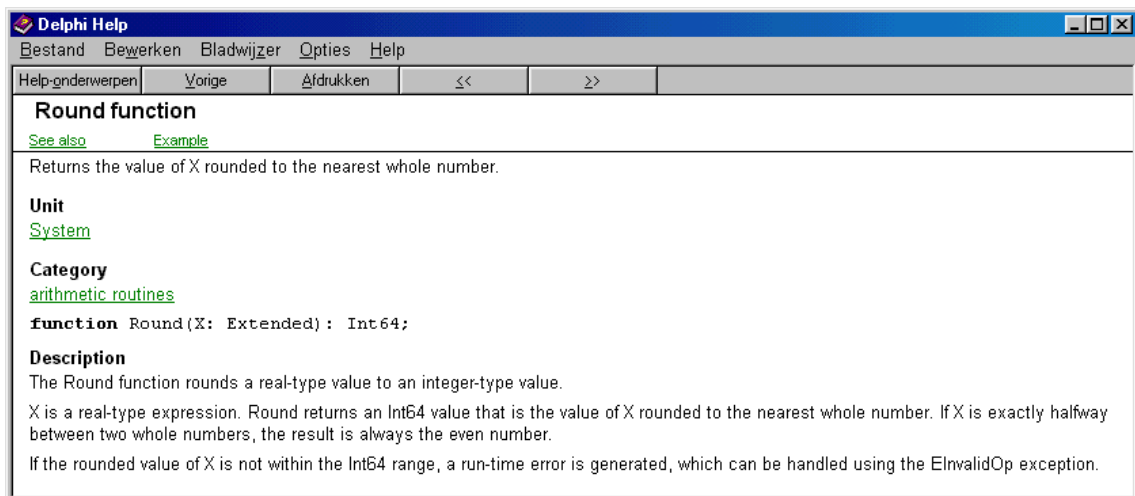 Delphi Help
Bestand Bewerken Bladwijzer Opties Help
Help-onderwerpen Vorige Afdrukken << >>
Round function
See also Example
Returns the value of X rounded to the nearest whole number.
Unit
System
Category
arithmetic routines
function Round(X: Extended): Int64;
Description
The Round function rounds a real-type value to an integer-type value.
X is a real-type expression. Round returns an Int64 value that is the value of X rounded to the nearest whole number. If X is exactly halfway
between two whole numbers, the result is always the even number.
If the rounded value of X is not within the Int64 range, a run-time error is generated, which can be handled using the EInvalidOp exception.